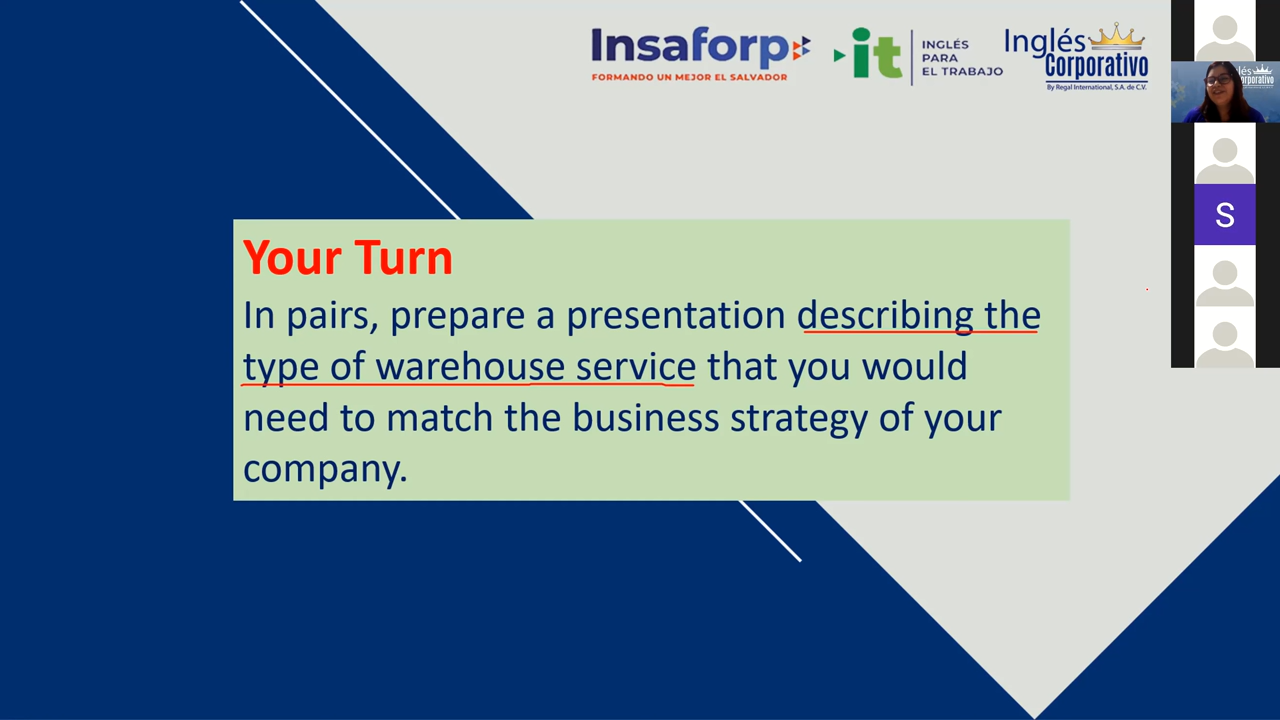 Insaforp
FORMANDO UN MEJOR EL SALVADOR
it
INGLÉS
PARA
EL TRABAJO
Inglés
Corporativo
By Regal International, S.A. de C.V.
Your Turn
In pairs, prepare a presentation describing the
type of warehouse service that you would
need to match the business strategy of your
company.
S